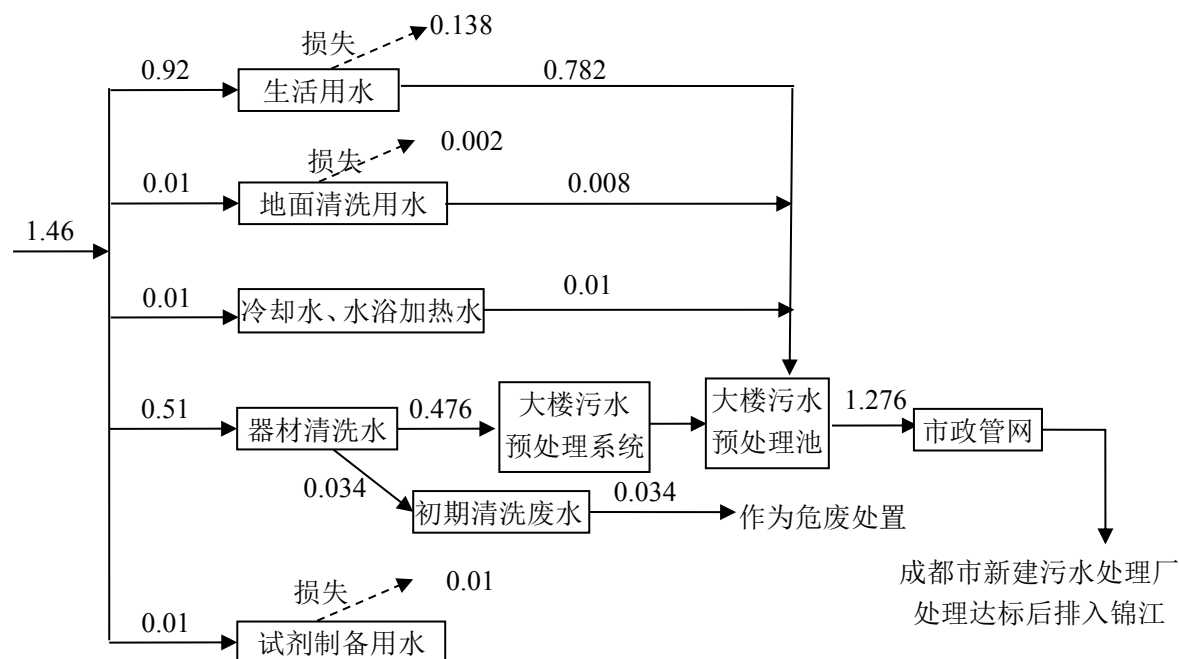 损失
0.138
0.92
生活用水
0.782
损失
0.002
0.01
地面清洗用水
0.008
1.46
0.01
冷却水、水浴加热水
0.01
0.51
器材清洗水
0.476
大楼污水
预处理系统
大楼污水
预处理池
1.276
市政管网
0.034
初期清洗废水
0.034
作为危废处置
成都市新建污水处理厂
处理达标后排入锦江
损失
0.01
0.01
试剂制备用水